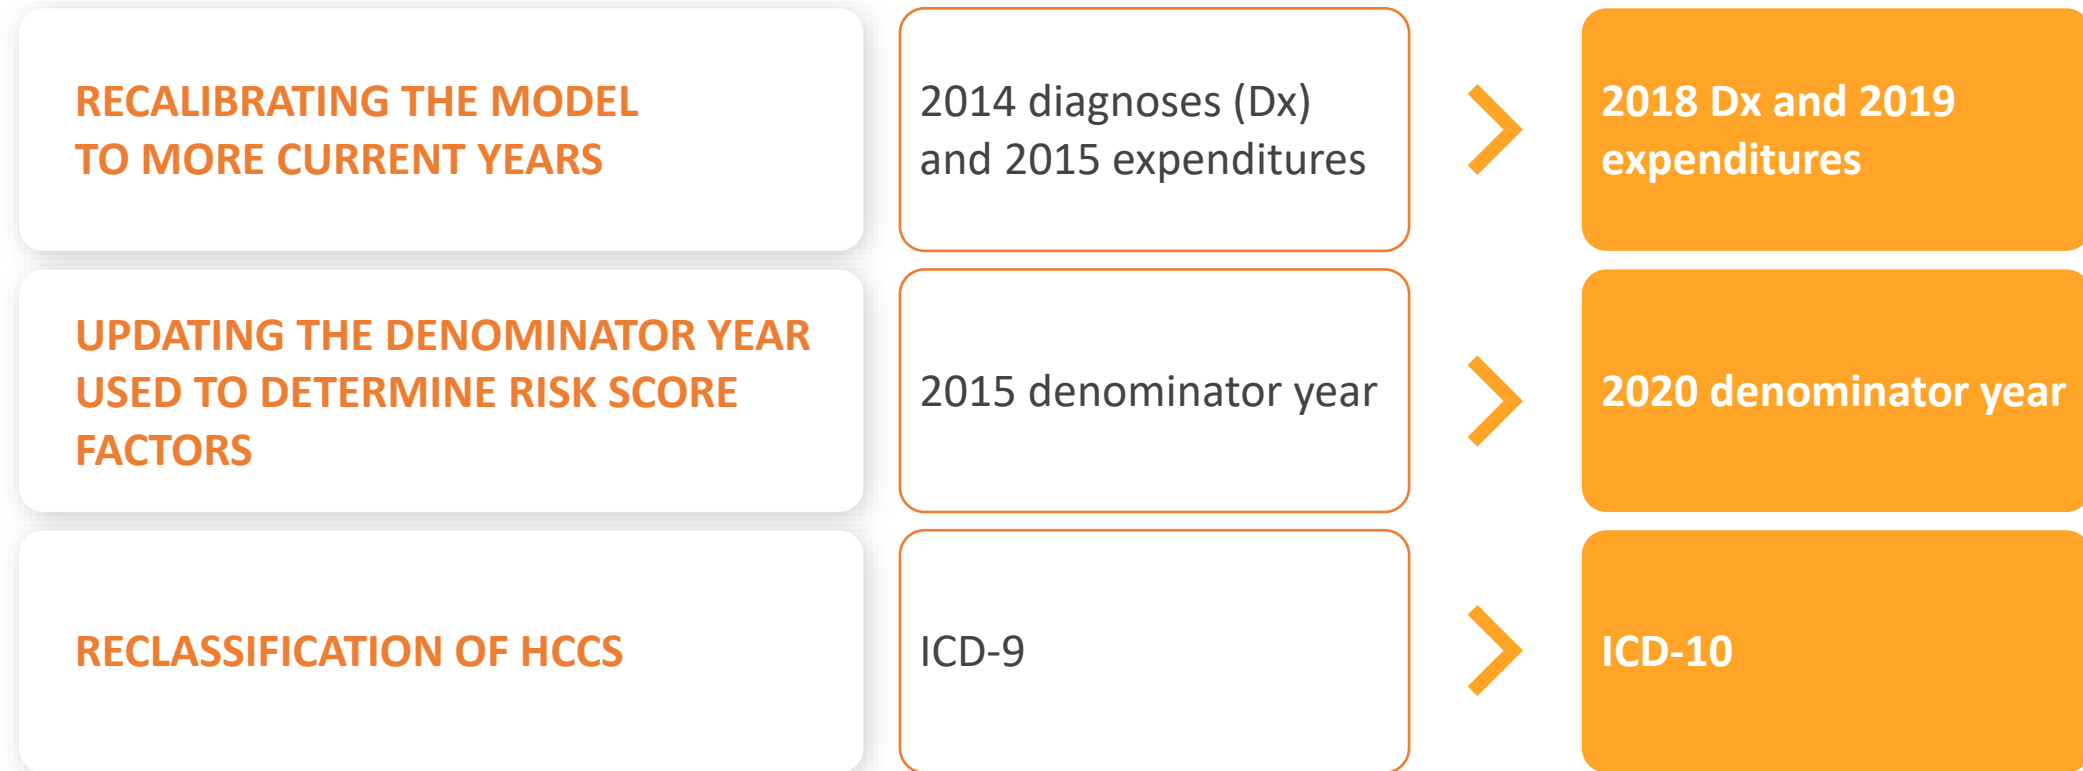 RECALIBRATING THE MODEL
TO MORE CURRENT YEARS
2014 diagnoses (Dx)
and 2015 expenditures
2018 Dx and 2019
expenditures
UPDATING THE DENOMINATOR YEAR
USED TO DETERMINE RISK SCORE
FACTORS
2015 denominator year
2020 denominator year
RECLASSIFICATION OF HCCS
ICD-9
ICD-10